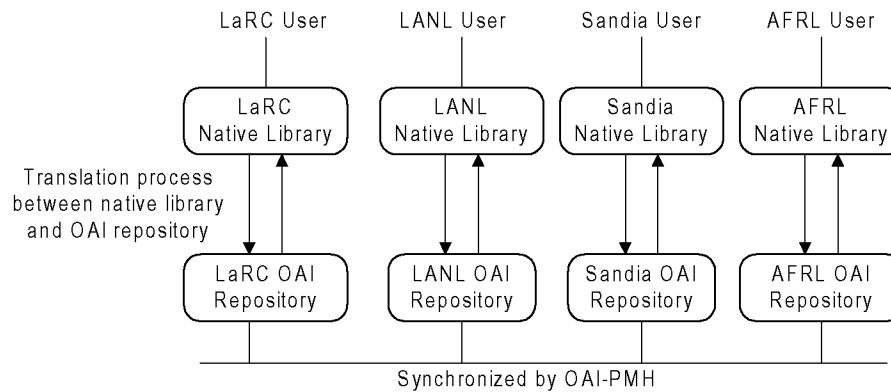 LaRC User
LANL User
Sandia User
AFRL User
LaRC
Native Library
LANL
Native Library
Sandia
Native Library
AFRL
Native Library
Translation process
between native library
and OAI repository
LaRC OAI
Repository
LANL OAI
Repository
Sandia OAI
Repository
AFRL OAI
Repository
Synchronized by OAI-PMH